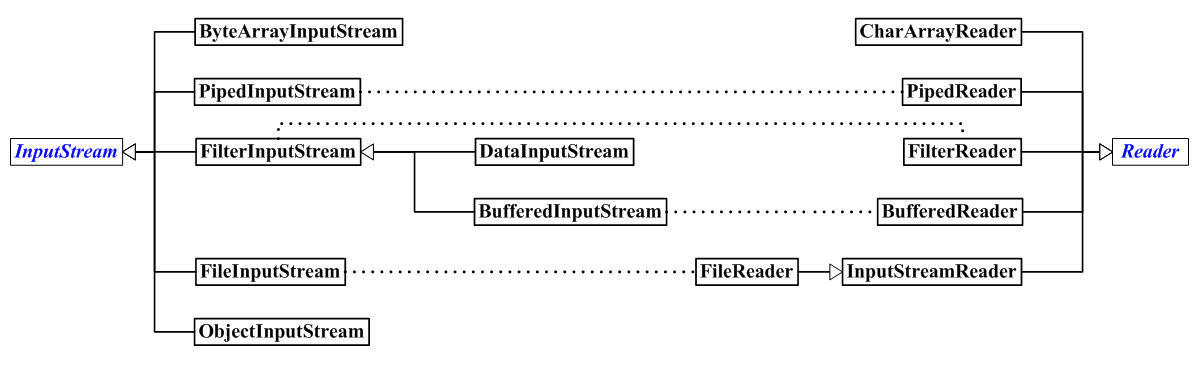 ByteArrayInputStream
CharArrayReader
PipedInputStream
PipedReader
InputStream
FilterInputStream
DataInputStream
FilterReader
Reader
BufferedInputStream
BufferedReader
FileInputStream
FileReader
InputStreamReader
ObjectInputStream